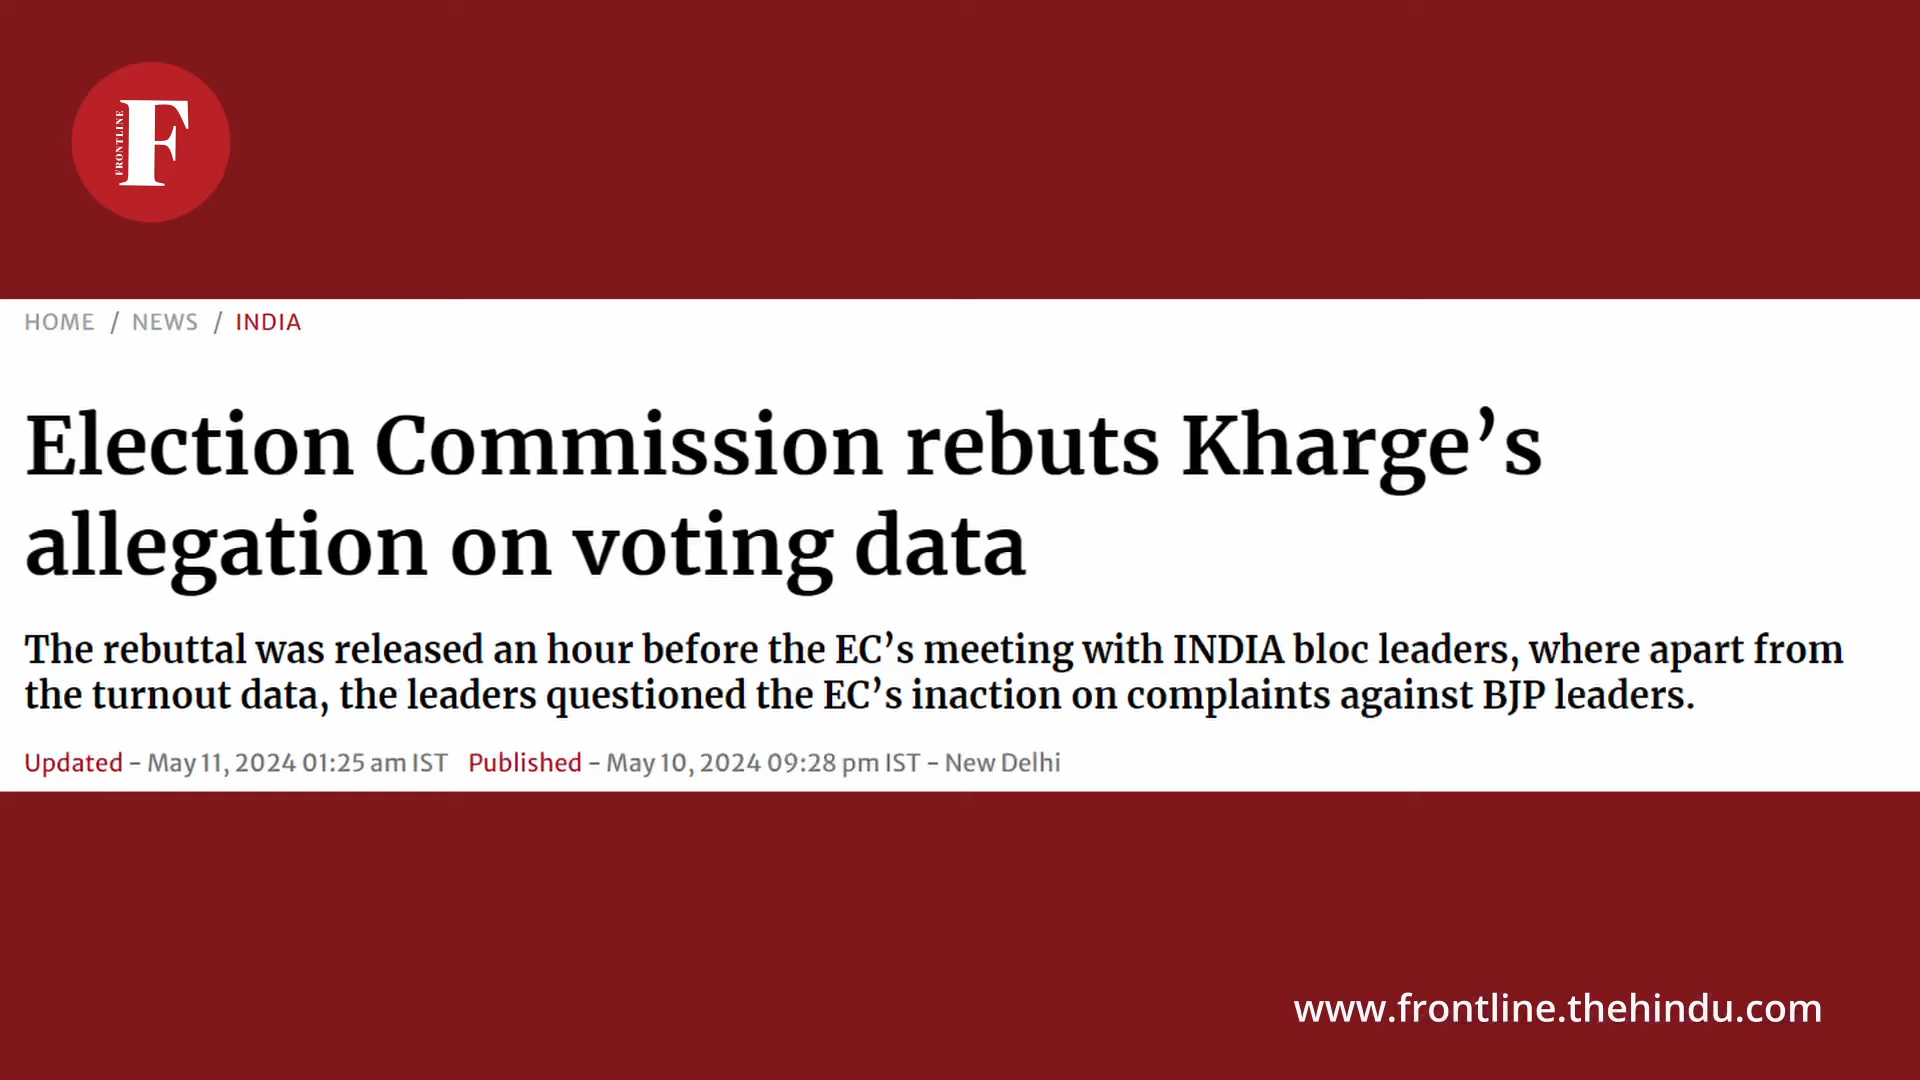 FRONTLINE
F
HOME / NEWS / INDIA
Election Commission rebuts Kharge’s
allegation on voting data
The rebuttal was released an hour before the EC’s meeting with INDIA bloc leaders, where apart from
the turnout data, the leaders questioned the EC’s inaction on complaints against BJP leaders.
Updated - May 11, 2024 01:25 am IST Published - May 10, 2024 09:28 pm IST - New Delhi
www.frontline.thehindu.com